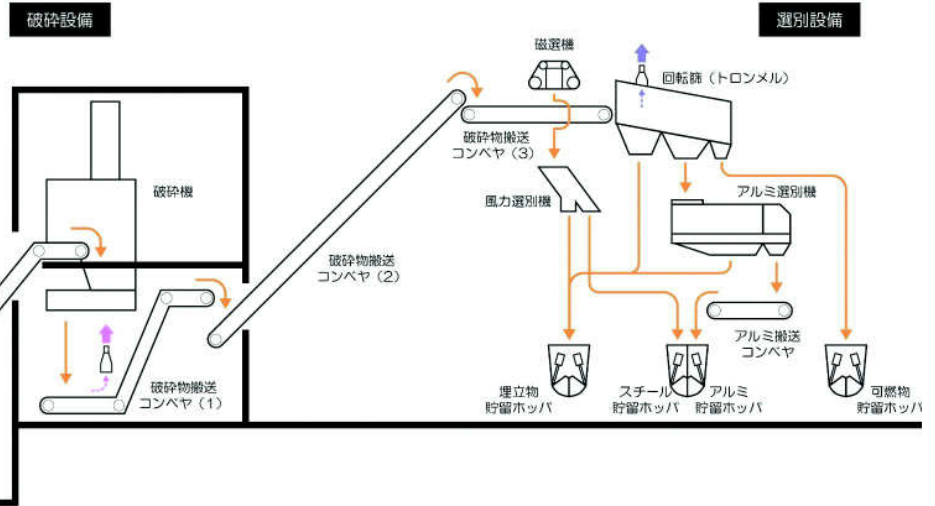 破砕設備
選別設備
磁選機
回転篩（トロンメル）
破砕物搬送
コンベヤ（3）
破砕機
風力選別機
アルミ選別機
破砕物搬送
コンベヤ（2）
アルミ搬送
コンベヤ
破砕物搬送
コンベヤ（1）
埋立物
貯留ホッパ
スチール
貯留ホッパ
アルミ
貯留ホッパ
可燃物
貯留ホッパ